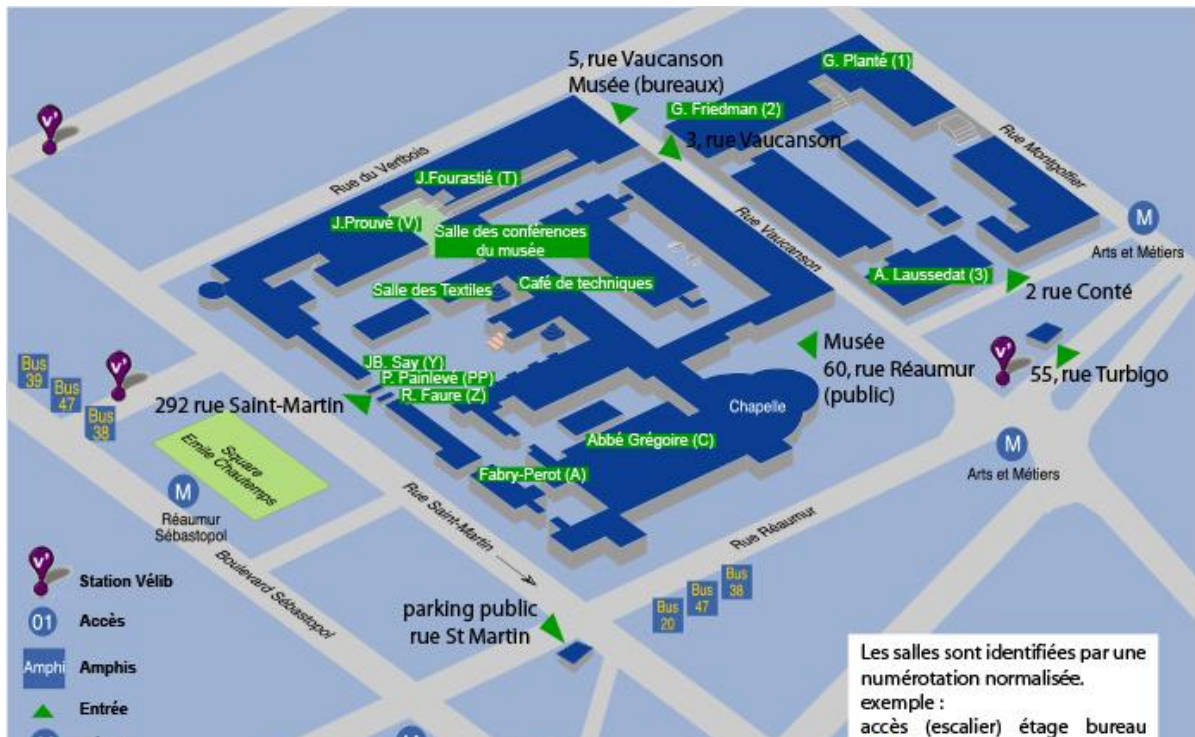 5, rue Vaucanson
Musée (bureaux)
G. Planté (1)
G. Friedman (2)
3, rue Vaucanson
Rue Montgolfier
Rue du Vertbois
J.Fourastié (T)
J.Prouvé (V)
Salle des conférences
du musée
Rue Vaucanson
M
Arts et Métiers
A. Laussedat (3)
2 rue Conté
Salle des Textiles
Café de techniques
Musée
60, rue Réaumur
(public)
55, rue Turbigo
Bus
39
Bus
47
Bus
38
JB. Say (Y)
P. Painlevé (PP)
R. Faure (Z)
292 rue Saint-Martin
Chapelle
Abbé Grégoire (C)
Fabry-Perot (A)
M
Arts et Métiers
Square
Emile Chautemps
M
Réaumur
Sébastopol
Rue Saint-Martin
Rue Réaumur
Boulevard Sébastopol
Bus
20
Bus
47
Bus
38
parking public
rue St Martin
V'
V'
V'
V'
Station Vélib
01
Accès
Amphi
Amphis
Entrée
Les salles sont identifiées par une
numérotation normalisée.
exemple :
accès (escalier) étage bureau